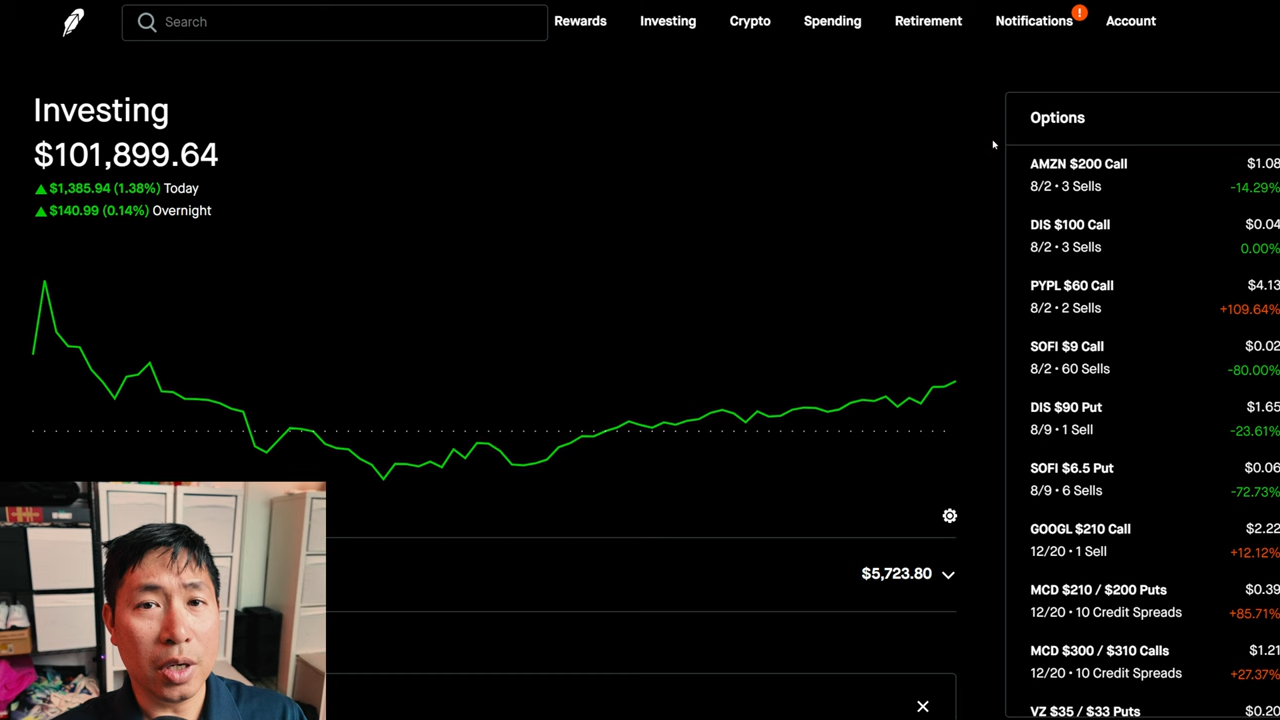 Search
Rewards
Investing
Crypto
Spending
Retirement
Notifications
!
Account
Investing
$101,899.64
$1,385.94 (1.38%) Today
$140.99 (0.14%) Overnight
$5,723.80
Options
AMZN $200 Call $1.08
8/2 • 3 Sells -14.29%
DIS $100 Call $0.04
8/2 • 3 Sells 0.00%
PYPL $60 Call $4.13
8/2 • 2 Sells +109.64%
SOFI $9 Call $0.02
8/2 • 60 Sells -80.00%
DIS $90 Put $1.65
8/9 • 1 Sell -23.61%
SOFI $6.5 Put $0.06
8/9 • 6 Sells -72.73%
GOOGL $210 Call $2.22
12/20 • 1 Sell +12.12%
MCD $210 / $200 Puts $0.39
12/20 • 10 Credit Spreads +85.71%
MCD $300 / $310 Calls $1.21
12/20 • 10 Credit Spreads +27.37%
VZ $35 / $33 Puts $0.20